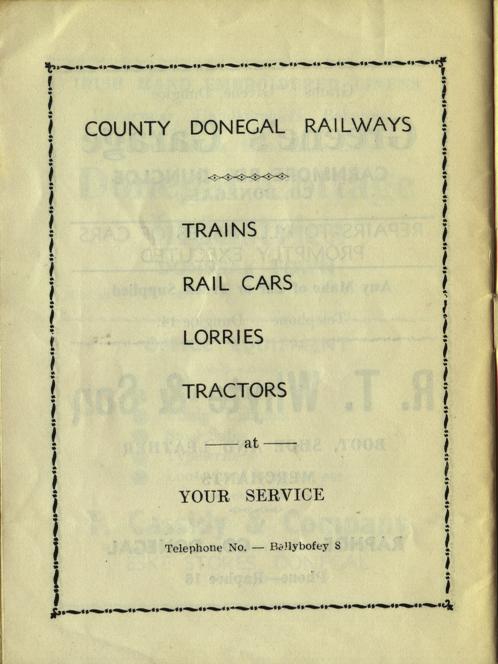 COUNTY DONEGAL RAILWAYS
TRAINS
RAIL CARS
LORRIES
TRACTORS
at
YOUR SERVICE
Telephone No. — Ballybofey 8